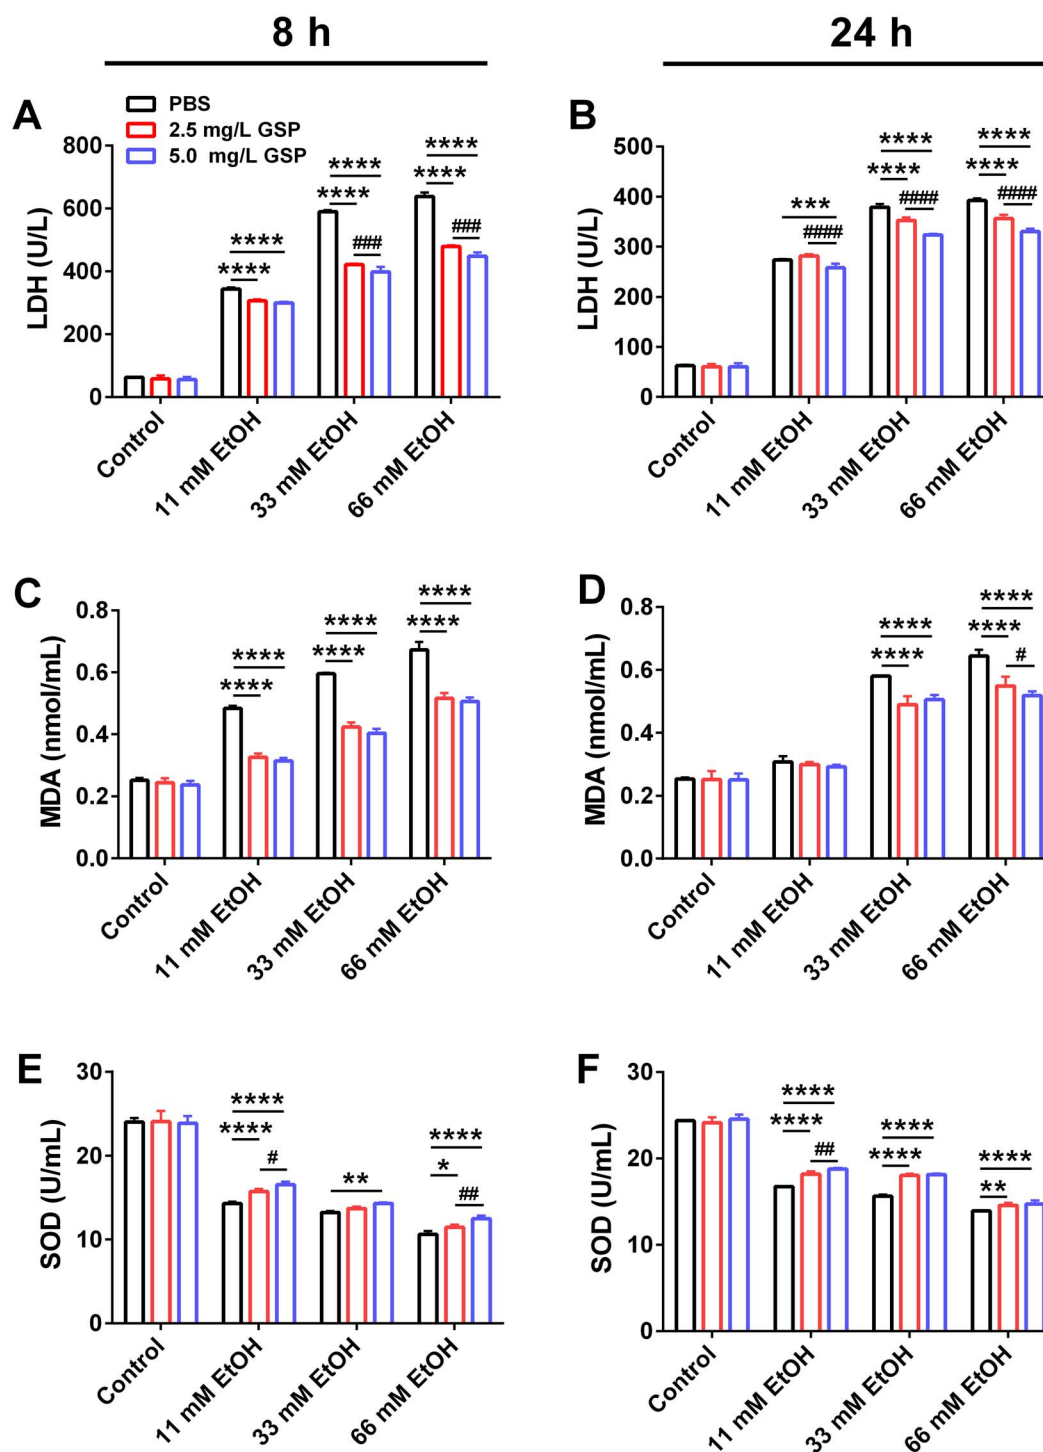 8 h
24 h
A
PBS
2.5 mg/L GSP
5.0 mg/L GSP
LDH (U/L)
800
600
400
200
0
****
****
****
****
###
****
****
###
Control
11 mM EtOH
33 mM EtOH
66 mM EtOH
B
LDH (U/L)
500
400
300
200
100
0
***
####
****
****
####
****
****
####
Control
11 mM EtOH
33 mM EtOH
66 mM EtOH
C
MDA (nmol/mL)
0.8
0.6
0.4
0.2
0.0
****
****
****
****
****
****
Control
11 mM EtOH
33 mM EtOH
66 mM EtOH
D
MDA (nmol/mL)
0.8
0.6
0.4
0.2
0.0
****
****
****
****
#
Control
11 mM EtOH
33 mM EtOH
66 mM EtOH
E
SOD (U/mL)
30
20
10
0
****
****
#
**
****
*
##
Control
11 mM EtOH
33 mM EtOH
66 mM EtOH
F
SOD (U/mL)
30
20
10
0
****
****
##
****
****
****
**
Control
11 mM EtOH
33 mM EtOH
66 mM EtOH